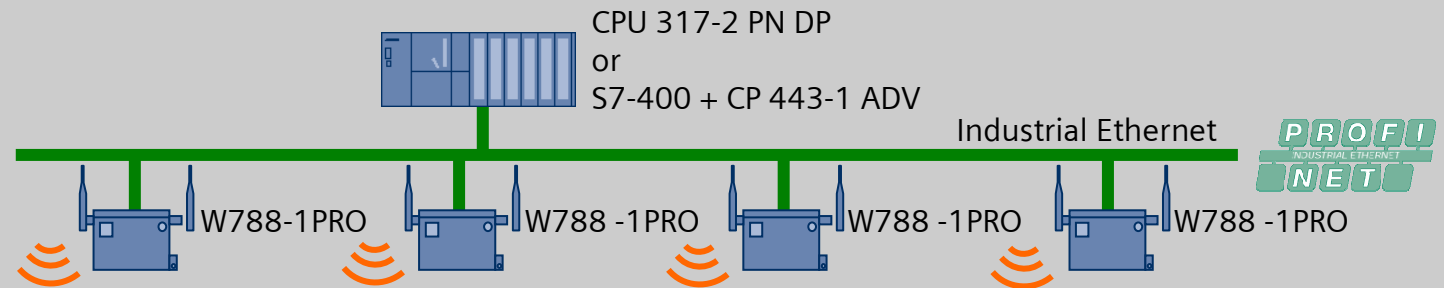 CPU 317-2 PN DP
or
S7-400 + CP 443-1 ADV
Industrial Ethernet
PROFI
INDUSTRIAL ETHERNET
NET
W788-1PRO
W788 -1PRO
W788 -1PRO
W788 -1PRO